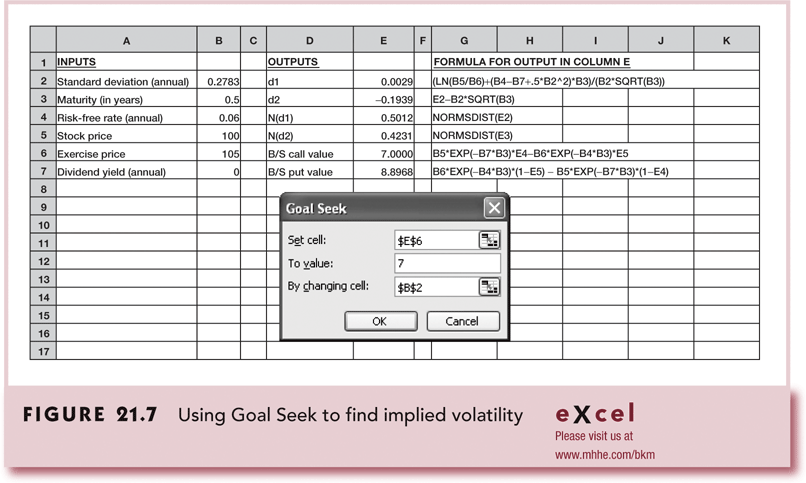 A B C D E F G H I J K
1 INPUTS OUTPUTS FORMULA FOR OUTPUT IN COLUMN E
2 Standard deviation (annual) 0.2783 d1 0.0029 (LN(B5/B6)+(B4–B7+.5*B2^2)*B3)/(B2*SQRT(B3))
3 Maturity (in years) 0.5 d2 –0.1939 E2–B2*SQRT(B3)
4 Risk-free rate (annual) 0.06 N(d1) 0.5012 NORMSDIST(E2)
5 Stock price 100 N(d2) 0.4231 NORMSDIST(E3)
6 Exercise price 105 B/S call value 7.0000 B5*EXP(–B7*B3)*E4–B6*EXP(–B4*B3)*E5
7 Dividend yield (annual) 0 B/S put value 8.8968 B6*EXP(–B4*B3)*(1–E5) – B5*EXP(–B7*B3)*(1–E4)
8
9
10
11
12
13
14
15
16
17
Goal Seek
Set cell: $E$6
To value: 7
By changing cell: $B$2
OK Cancel
FIGURE 21.7 Using Goal Seek to find implied volatility
eXcel
Please visit us at
www.mhhe.com/bkm